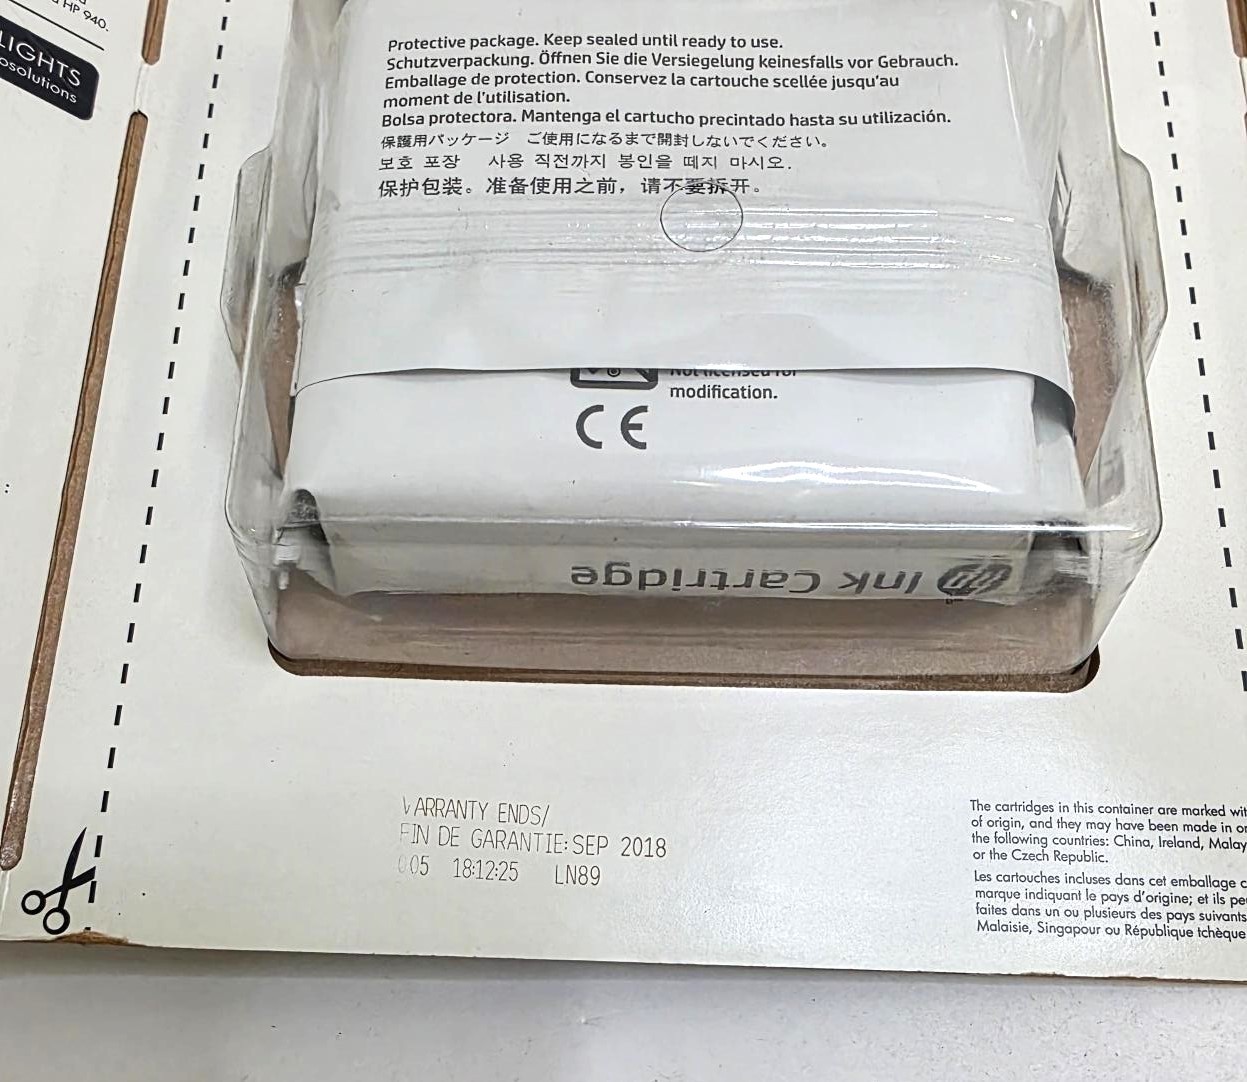 HP 940.
LIGHTS
osolutions
Protective package. Keep sealed until ready to use.
Schutzverpackung. Öffnen Sie die Versiegelung keinesfalls vor Gebrauch.
Emballage de protection. Conservez la cartouche scellée jusqu'au
moment de l'utilisation.
Bolsa protectora. Mantenga el cartucho precintado hasta su utilización.
保護用パッケージ ご使用になるまで開封しないでください。
보호 포장 사용 직전까지 봉인을 떼지 마시오.
保护包装。准备使用之前，请不要拆开。
Not licensed for
modification.
CE
hp Ink Cartridge
WARRANTY ENDS/
FIN DE GARANTIE: SEP 2018
005 18:12:25 LN89
The cartridges in this container are marked wit
of origin, and they may have been made in or
the following countries: China, Ireland, Malay
or the Czech Republic.
Les cartouches incluses dans cet emballage c
marque indiquant le pays d'origine; et ils pe
faites dans un ou plusieurs des pays suivants
Malaisie, Singapour ou République tchèque